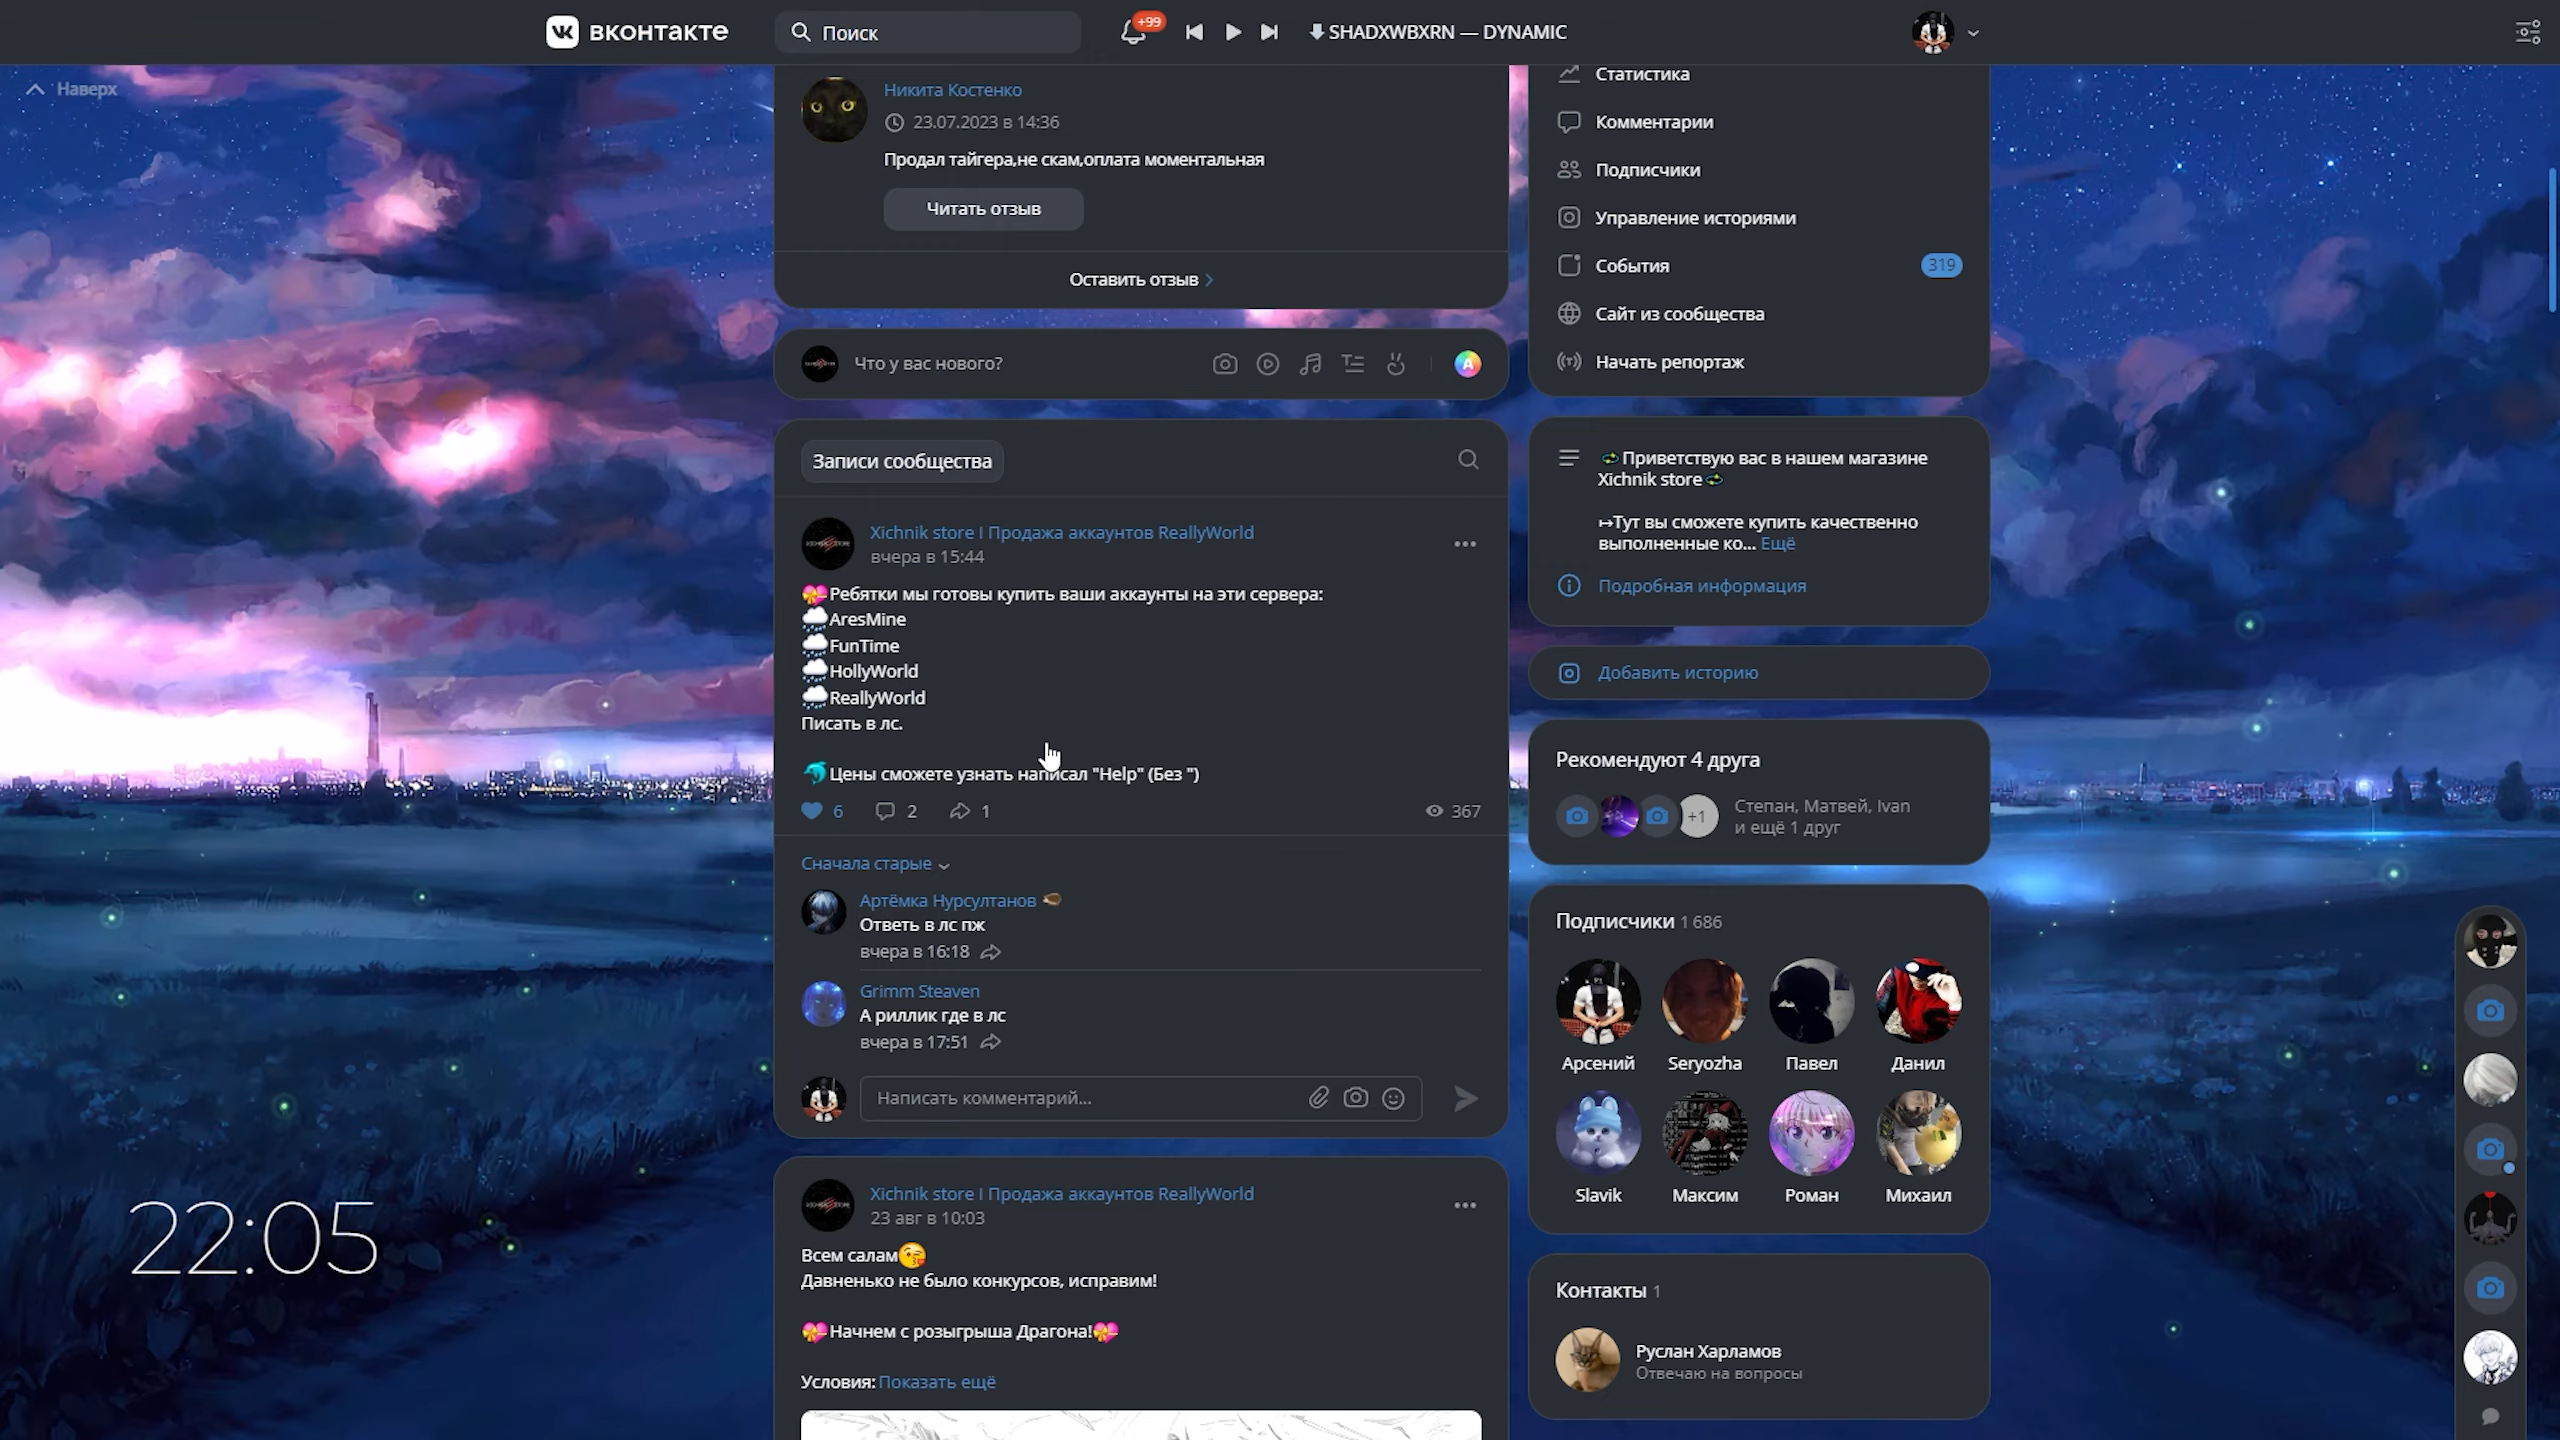 вконтакте
Поиск
+99
SHADXWBXRN — DYNAMIC
Наверх
Никита Костенко
23.07.2023 в 14:36
Продал тайгера,не скам,оплата моментальная
Читать отзыв
Оставить отзыв
Что у вас нового?
Записи сообщества
Xichnik store I Продажа аккаунтов ReallyWorld
вчера в 15:44
Ребятки мы готовы купить ваши аккаунты на эти сервера:
AresMine
FunTime
HollyWorld
ReallyWorld
Писать в лс.
Цены сможете узнать написал "Help" (Без ")
6
2
1
367
Сначала старые
Артёмка Нурсултанов
Ответь в лс пж
вчера в 16:18
Grimm Steaven
А риллик где в лс
вчера в 17:51
Написать комментарий...
Xichnik store I Продажа аккаунтов ReallyWorld
23 авг в 10:03
Всем салам
Давненько не было конкурсов, исправим!
Начнем с розыгрыша Драгона!
Условия: Показать ещё
Статистика
Комментарии
Подписчики
Управление историями
События
319
Сайт из сообщества
Начать репортаж
Приветствую вас в нашем магазине
Xichnik store
↦Тут вы сможете купить качественно
выполненные ко... Ещё
Подробная информация
Добавить историю
Рекомендуют 4 друга
+1
Степан, Матвей, Ivan
и ещё 1 друг
Подписчики 1 686
Арсений
Seryozha
Павел
Данил
Slavik
Максим
Роман
Михаил
Контакты 1
Руслан Харламов
Отвечаю на вопросы
22:05